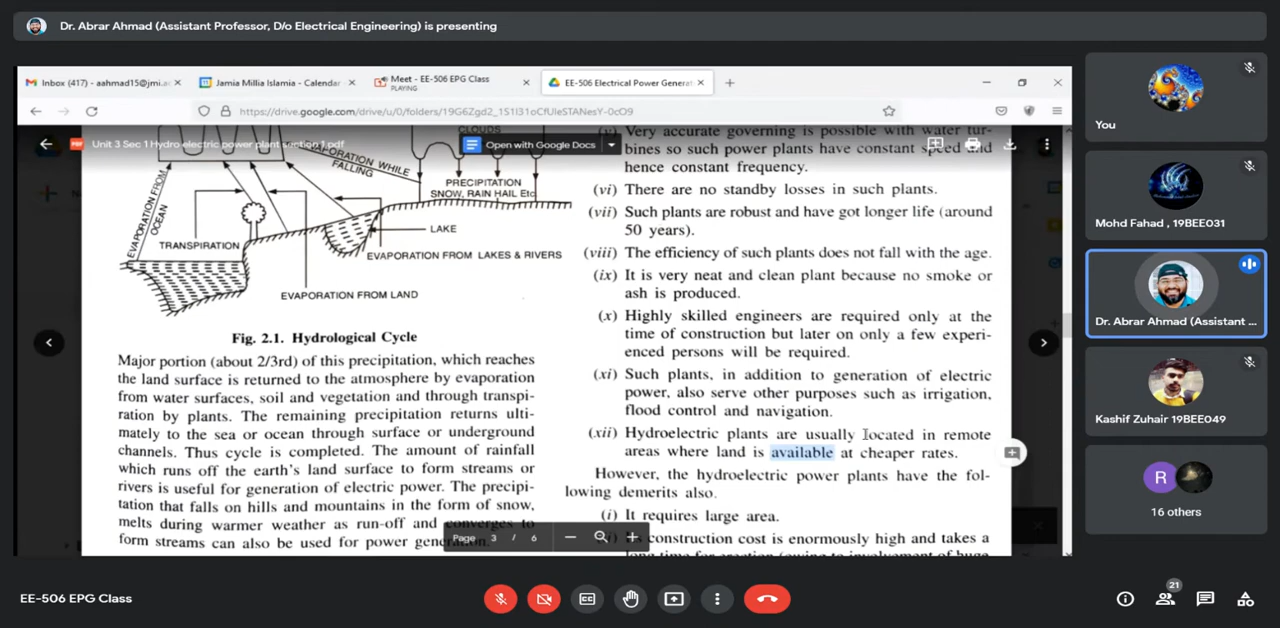 Dr. Abrar Ahmad (Assistant Professor, D/o Electrical Engineering) is presenting
Inbox (417) - aahmad15@jmi.a
Jamia Millia Islamia - Calendar
Meet - EE-506 EPG Class
PLAYING
EE-506 Electrical Power Generat
https://drive.google.com/drive/u/0/folders/19G6Zgd2_1S1l31oCfUleSTANesY-0cO9
Unit 3 Sec 1 Hydro electric power plant section 1.pdf
Open with Google Docs
CLOUDS
EVAPORATION WHILE
FALLING
PRECIPITATION
SNOW, RAIN HAIL Etc
EVAPORATION FROM
OCEAN
TRANSPIRATION
LAKE
EVAPORATION FROM LAKES & RIVERS
EVAPORATION FROM LAND
Fig. 2.1. Hydrological Cycle
Major portion (about 2/3rd) of this precipitation, which reaches
the land surface is returned to the atmosphere by evaporation
from water surfaces, soil and vegetation and through transpi-
ration by plants. The remaining precipitation returns ulti-
mately to the sea or ocean through surface or underground
channels. Thus cycle is completed. The amount of rainfall
which runs off the earth's land surface to form streams or
rivers is useful for generation of electric power. The precipi-
tation that falls on hills and mountains in the form of snow,
melts during warmer weather as run-off and converges to
form streams can also be used for power generation.
(v) Very accurate governing is possible with water tur-
bines so such power plants have constant speed and
hence constant frequency.
(vi) There are no standby losses in such plants.
(vii) Such plants are robust and have got longer life (around
50 years).
(viii) The efficiency of such plants does not fall with the age.
(ix) It is very neat and clean plant because no smoke or
ash is produced.
(x) Highly skilled engineers are required only at the
time of construction but later on only a few experi-
enced persons will be required.
(xi) Such plants, in addition to generation of electric
power, also serve other purposes such as irrigation,
flood control and navigation.
(xii) Hydroelectric plants are usually located in remote
areas where land is available at cheaper rates.
However, the hydroelectric power plants have the fol-
lowing demerits also.
(i) It requires large area.
construction cost is enormously high and takes a
long time for erection (owing to involvement of huge
Page 3 / 6
You
Mohd Fahad , 19BEE031
Dr. Abrar Ahmad (Assistant ...
Kashif Zuhair 19BEE049
R
16 others
EE-506 EPG Class
21